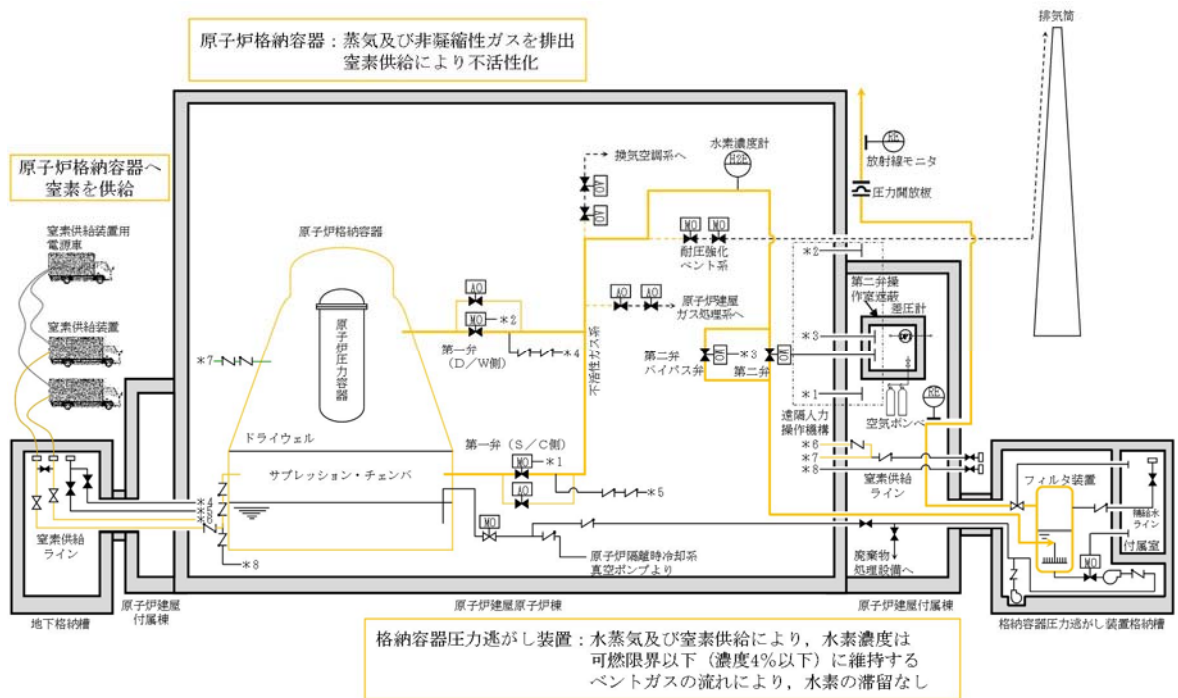 排気筒
原子炉格納容器:蒸気及び非凝縮性ガスを排出
窒素供給により不活性化
原子炉格納容器へ
窒素を供給
窒素供給装置用
電源車
窒素供給装置
換気空調系へ
水素濃度計
H2E
RE
放射線モニタ
圧力開放板
AO
AO
MO
MO
耐圧強化
ベント系
原子炉格納容器
原子炉圧力容器
AO
MO
*2
*4
第一弁
(D/W側)
不活性ガス系
AO
AO
原子炉建屋
ガス処理系へ
*2
第二弁操
作室遮蔽
差圧計
*3
第二弁
バイパス弁
MO
*3
第二弁
MO
*1
遠隔人力
操作機構
空気ボンベ
RE
*7
ドライウェル
サプレッション・チェンバ
第一弁(S/C側)
MO
*1
AO
*5
*6
*7
*8
窒素供給
ライン
フィルタ装置
補給水
ライン
付属室
MO
*4
*5
*6
*8
窒素供給
ライン
MO
原子炉隔離時冷却系
真空ポンプより
廃棄物
処理設備へ
地下格納槽
原子炉建屋
付属棟
原子炉建屋原子炉棟
原子炉建屋付属棟
格納容器圧力逃がし装置格納槽
格納容器圧力逃がし装置:水蒸気及び窒素供給により,水素濃度は
可燃限界以下(濃度4%以下)に維持する
ベントガスの流れにより,水素の滞留なし